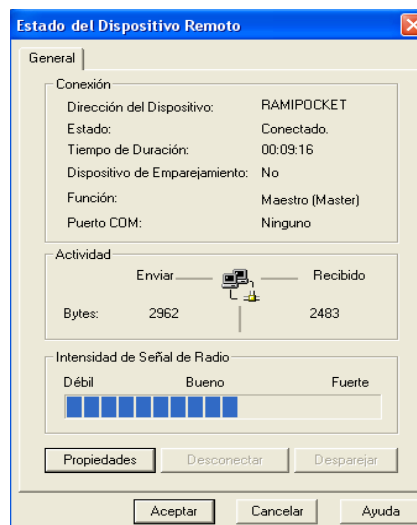 Estado del Dispositivo Remoto
General
Conexión
Dirección del Dispositivo: RAMIPOCKET
Estado: Conectado.
Tiempo de Duración: 00:09:16
Dispositivo de Emparejamiento: No
Función: Maestro (Master)
Puerto COM: Ninguno
Actividad
Enviar Recibido
Bytes: 2962 2483
Intensidad de Señal de Radio
Débil Bueno Fuerte
Propiedades Desconectar Desparejar
Aceptar Cancelar Ayuda